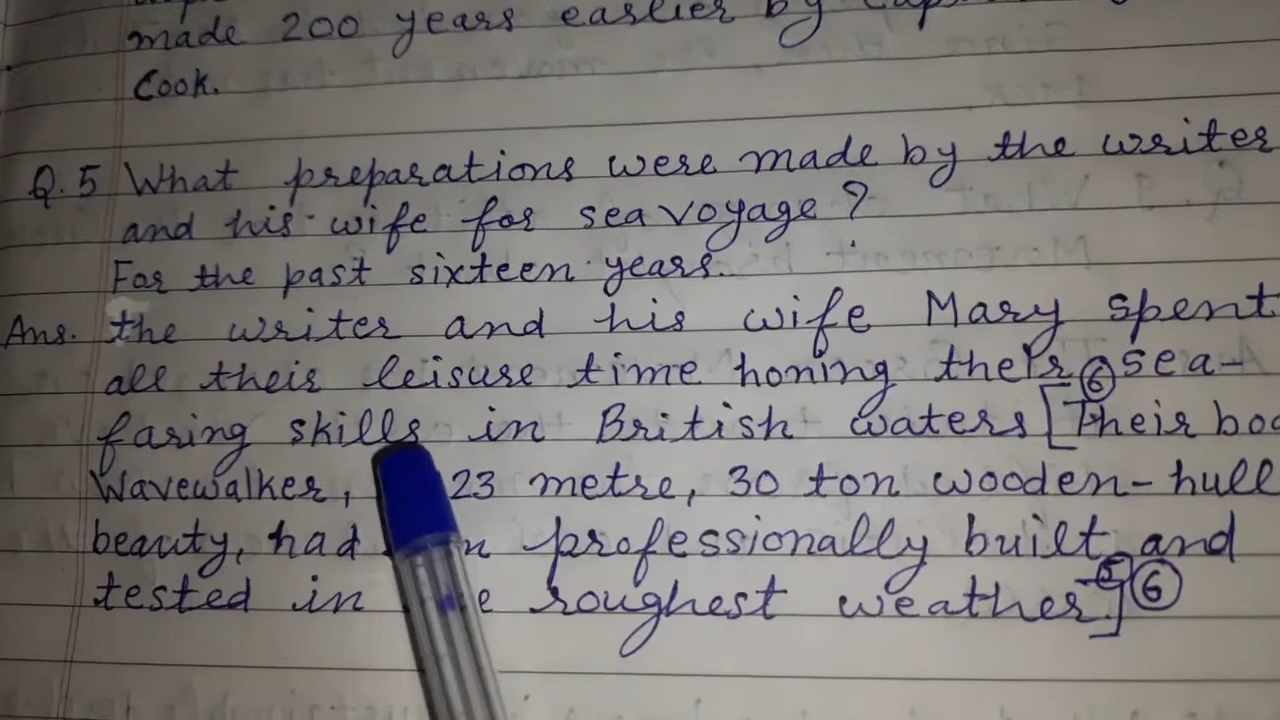 made 200 years earlier by
Cook.
Q.5 What preparations were made by the writer
and his wife for sea voyage?
For the past sixteen years.
Ans. the writer and his wife Mary spent
all their leisure time honing their ⑥ sea-
faring skills in British waters [Their
Wavewalker, 23 metre, 30 ton wooden-hull
beauty, had professionally built and
tested in roughest weather.] ⑥